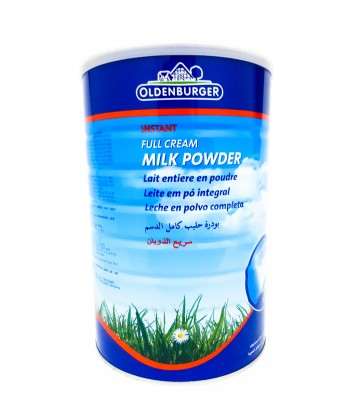 OLDENBURGER
INSTANT
FULL CREAM
MILK POWDER
Lait entiere en poudre
Leite em pó integral
Leche en polvo completa
بودرة حليب كامل الدسم
سريع الذوبان